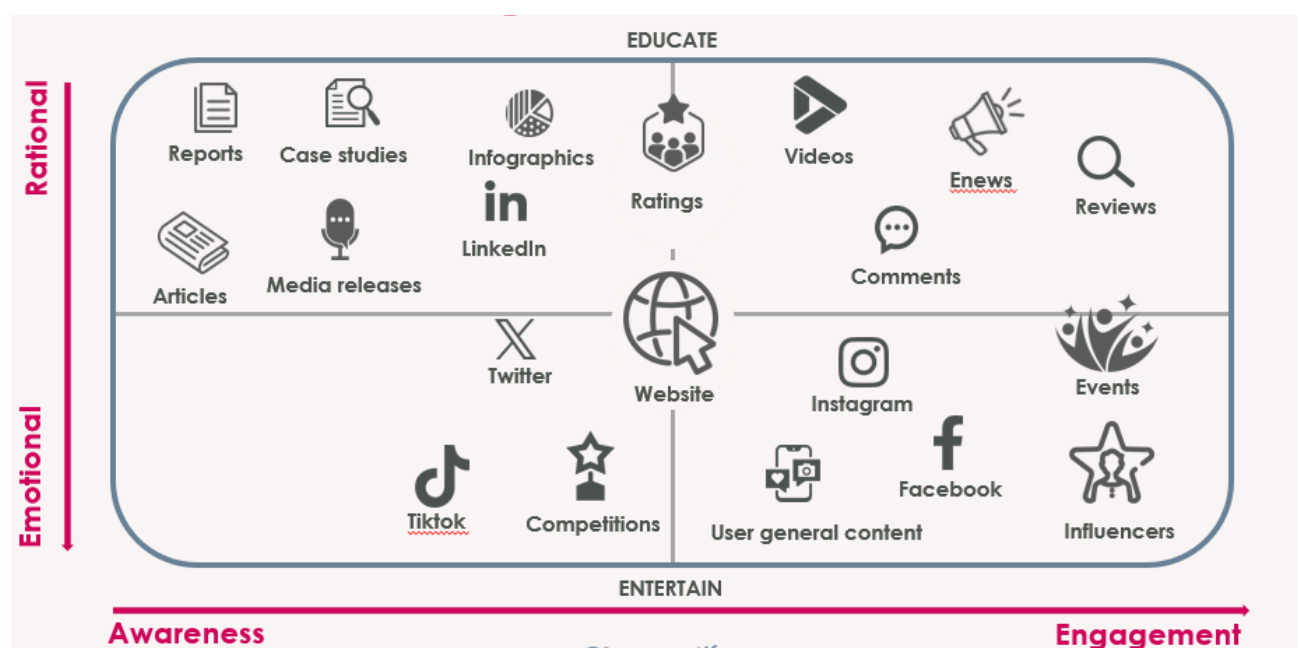 EDUCATE
Rational
Reports
Case studies
Infographics
Ratings
Videos
Enews
Reviews
in
LinkedIn
Comments
Articles
Media releases
Twitter
Website
Instagram
Events
Emotional
Tiktok
Competitions
User general content
Facebook
Influencers
ENTERTAIN
Awareness
Engagement